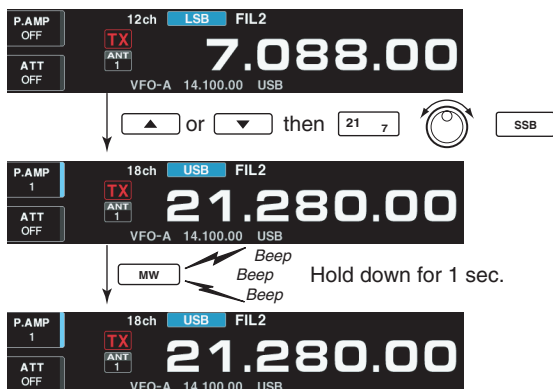 P.AMP 12ch LSB FIL2
OFF TX
ANT 7.088.00
ATT 1
OFF VFO-A 14.100.00 USB
or then 21 7 SSB
P.AMP 18ch USB FIL2
1 TX
ANT 21.280.00
ATT 1
OFF VFO-A 14.100.00 USB
Beep
MW Beep Hold down for 1 sec.
Beep
P.AMP 18ch USB FIL2
1 TX
ANT 21.280.00
ATT 1
OFF VFO-A 14.100.00 USB